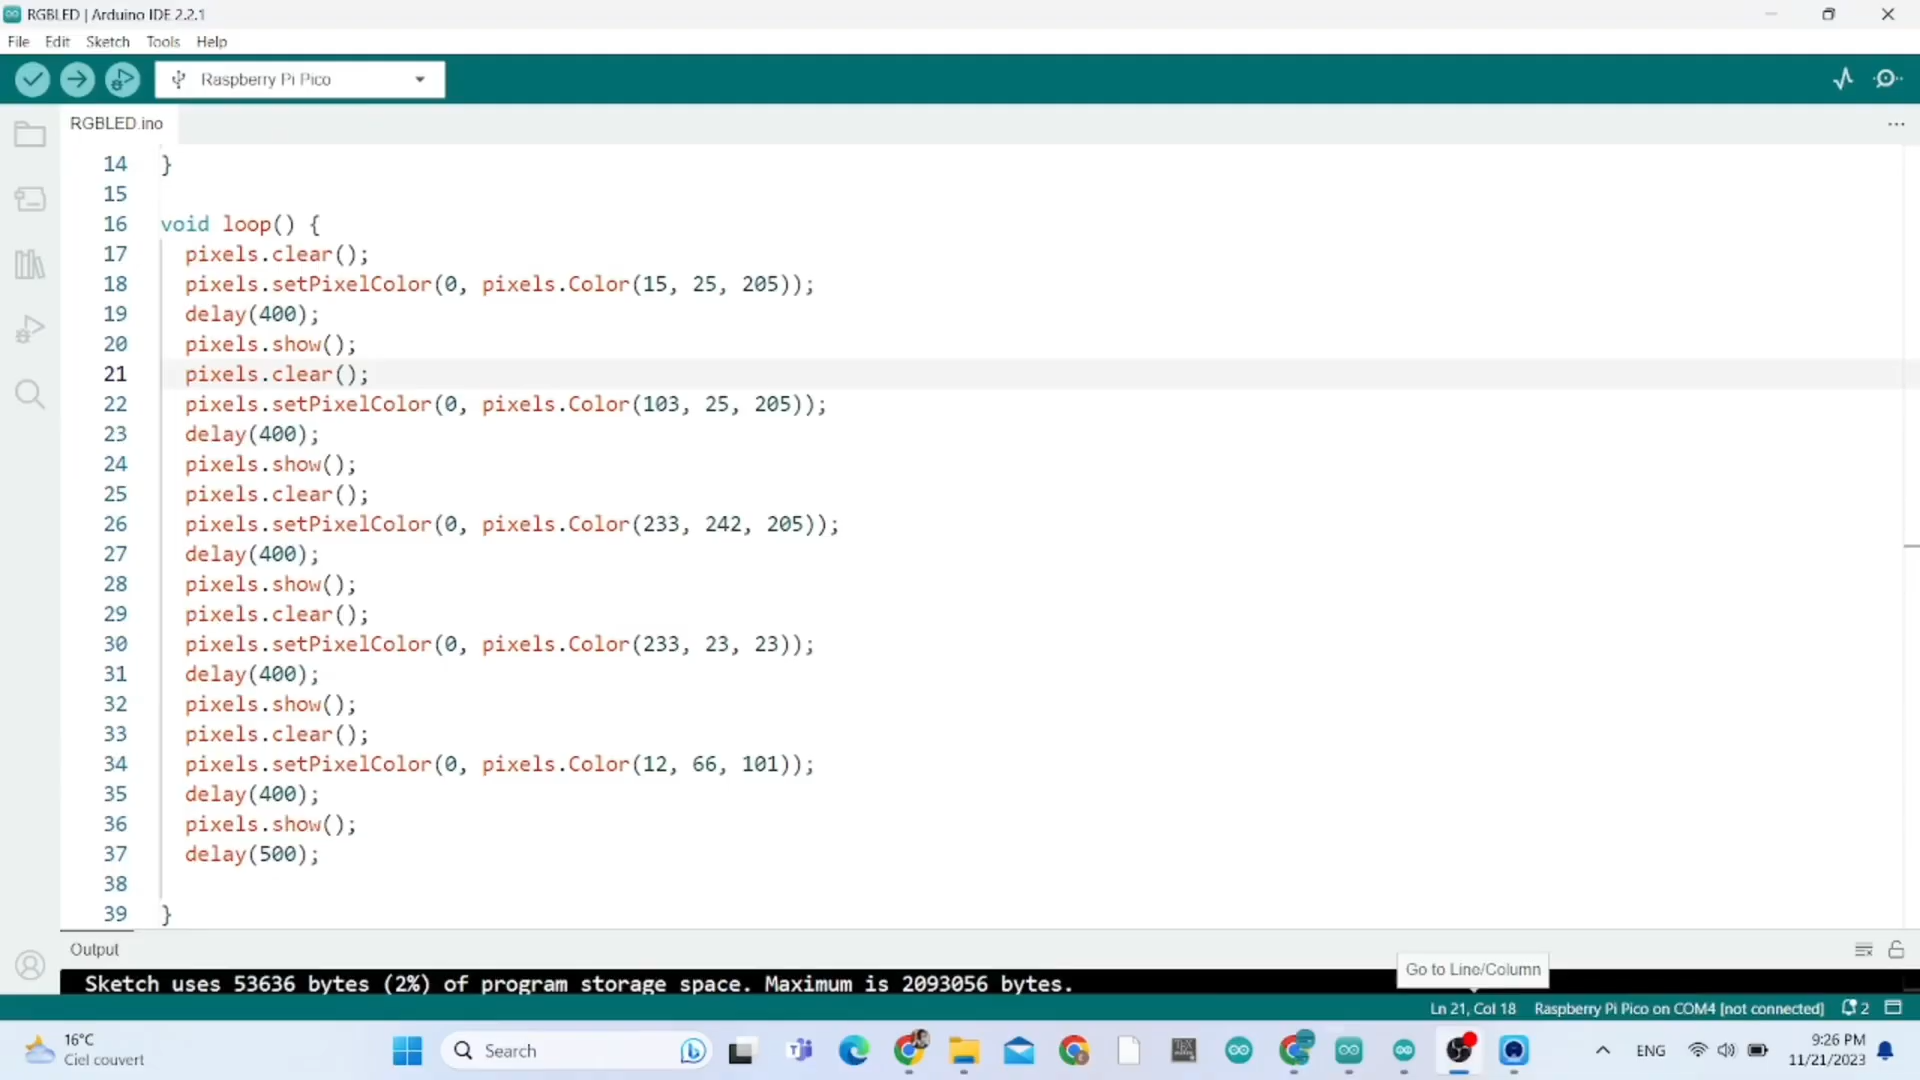 RGBLED | Arduino IDE 2.2.1
File Edit Sketch Tools Help
Raspberry Pi Pico
RGBLED.ino
14 }
15
16 void loop() {
17 pixels.clear();
18 pixels.setPixelColor(0, pixels.Color(15, 25, 205));
19 delay(400);
20 pixels.show();
21 pixels.clear();
22 pixels.setPixelColor(0, pixels.Color(103, 25, 205));
23 delay(400);
24 pixels.show();
25 pixels.clear();
26 pixels.setPixelColor(0, pixels.Color(233, 242, 205));
27 delay(400);
28 pixels.show();
29 pixels.clear();
30 pixels.setPixelColor(0, pixels.Color(233, 23, 23));
31 delay(400);
32 pixels.show();
33 pixels.clear();
34 pixels.setPixelColor(0, pixels.Color(12, 66, 101));
35 delay(400);
36 pixels.show();
37 delay(500);
38
39 }
Output
Sketch uses 53636 bytes (2%) of program storage space. Maximum is 2093056 bytes.
Go to Line/Column
Ln 21, Col 18 Raspberry Pi Pico on COM4 [not connected] 2
16°C
Ciel couvert
Search
ENG
9:26 PM
11/21/2023